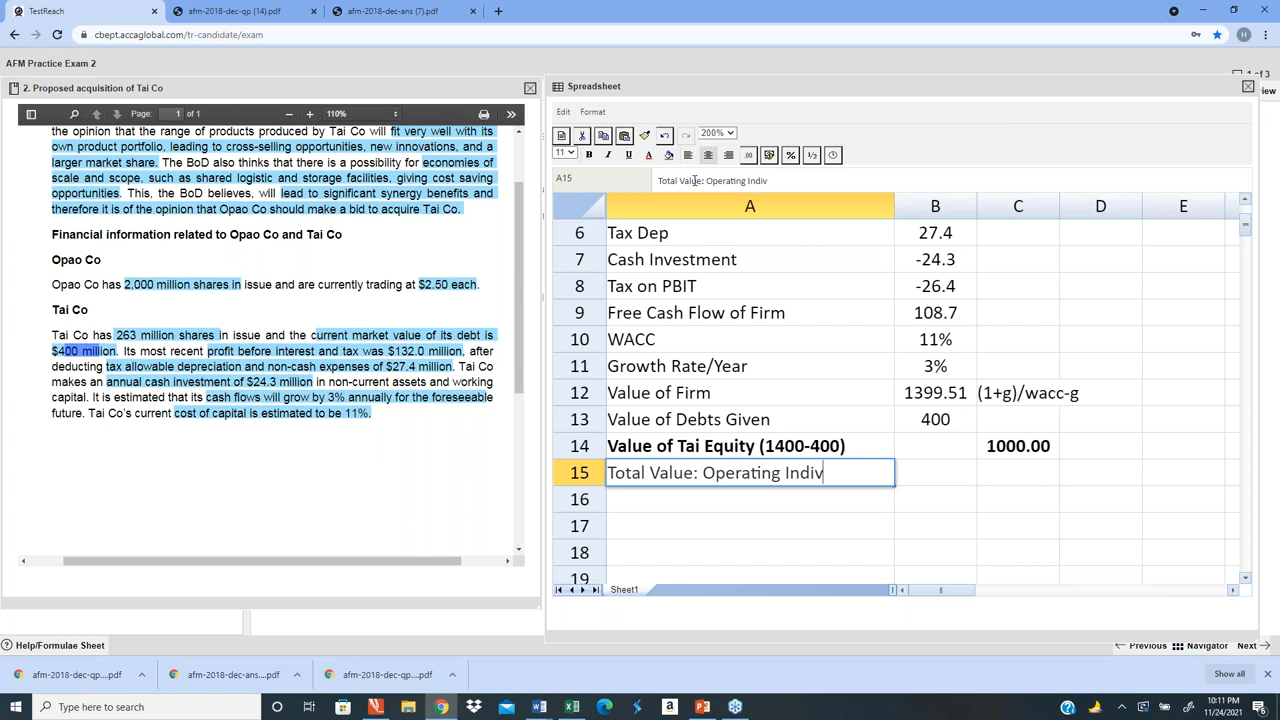 TestReach
afm-2018-dec-qp (14).pdf
afm-2018-dec-ans (7).pdf
cbept.accaglobal.com/tr-candidate/exam
AFM Practice Exam 2
1 of 3
2. Proposed acquisition of Tai Co
Page: 1 of 1
110%
the opinion that the range of products produced by Tai Co will fit very well with its
own product portfolio, leading to cross-selling opportunities, new innovations, and a
larger market share. The BoD also thinks that there is a possibility for economies of
scale and scope, such as shared logistic and storage facilities, giving cost saving
opportunities. This, the BoD believes, will lead to significant synergy benefits and
therefore it is of the opinion that Opao Co should make a bid to acquire Tai Co.
Financial information related to Opao Co and Tai Co
Opao Co
Opao Co has 2,000 million shares in issue and are currently trading at $2.50 each.
Tai Co
Tai Co has 263 million shares in issue and the current market value of its debt is
$400 million. Its most recent profit before interest and tax was $132.0 million, after
deducting tax allowable depreciation and non-cash expenses of $27.4 million. Tai Co
makes an annual cash investment of $24.3 million in non-current assets and working
capital. It is estimated that its cash flows will grow by 3% annually for the foreseeable
future. Tai Co's current cost of capital is estimated to be 11%.
Spreadsheet
Edit Format
200%
11
A15
Total Value: Operating Indiv
A B C D E
6 Tax Dep 27.4
7 Cash Investment -24.3
8 Tax on PBIT -26.4
9 Free Cash Flow of Firm 108.7
10 WACC 11%
11 Growth Rate/Year 3%
12 Value of Firm 1399.51 (1+g)/wacc-g
13 Value of Debts Given 400
14 Value of Tai Equity (1400-400) 1000.00
15 Total Value: Operating Indiv
16
17
18
19
Sheet1
Help/Formulae Sheet
Previous Navigator Next
afm-2018-dec-qp....pdf
afm-2018-dec-ans....pdf
afm-2018-dec-qp....pdf
Show all
Type here to search
10:11 PM
11/24/2021